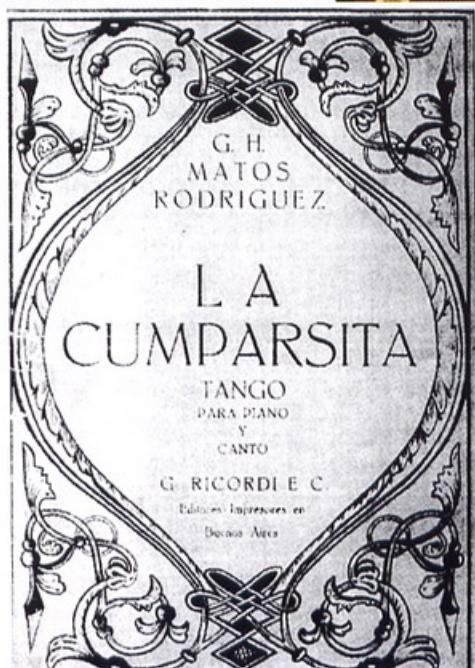 G. H.
MATOS
RODRIGUEZ
LA
CUMPARSITA
TANGO
PARA PIANO
Y
CANTO
G. RICORDI E C.
Editores Impresores en
Buenos Aires